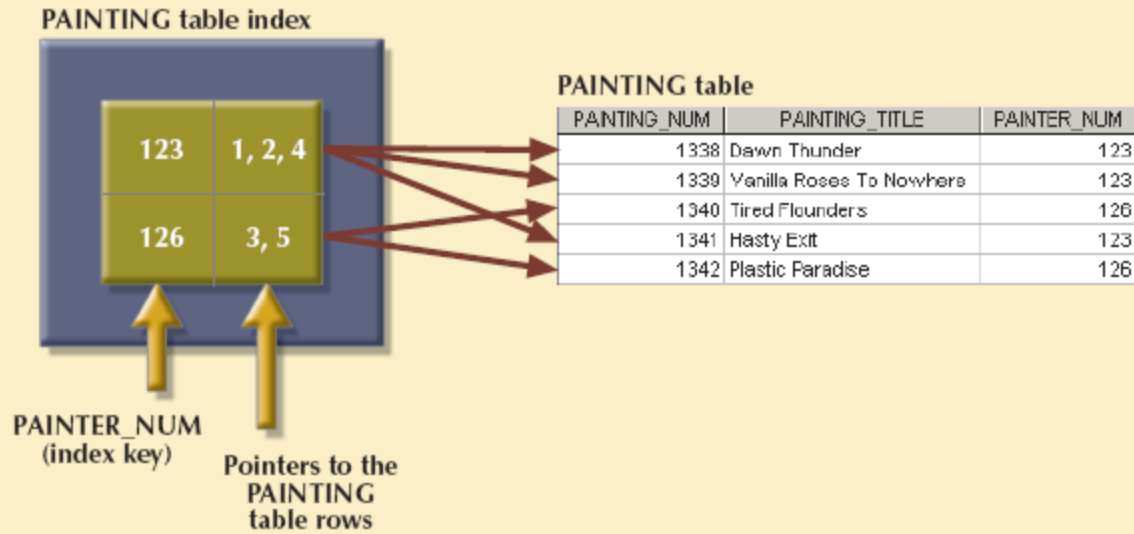 PAINTING table index
123
1, 2, 4
126
3, 5
PAINTER_NUM
(index key)
Pointers to the
PAINTING
table rows
PAINTING table
PAINTING_NUM PAINTING_TITLE PAINTER_NUM
1338 Dawn Thunder 123
1339 Vanilla Roses To Nowhere 123
1340 Tired Flounders 126
1341 Hasty Exit 123
1342 Plastic Paradise 126